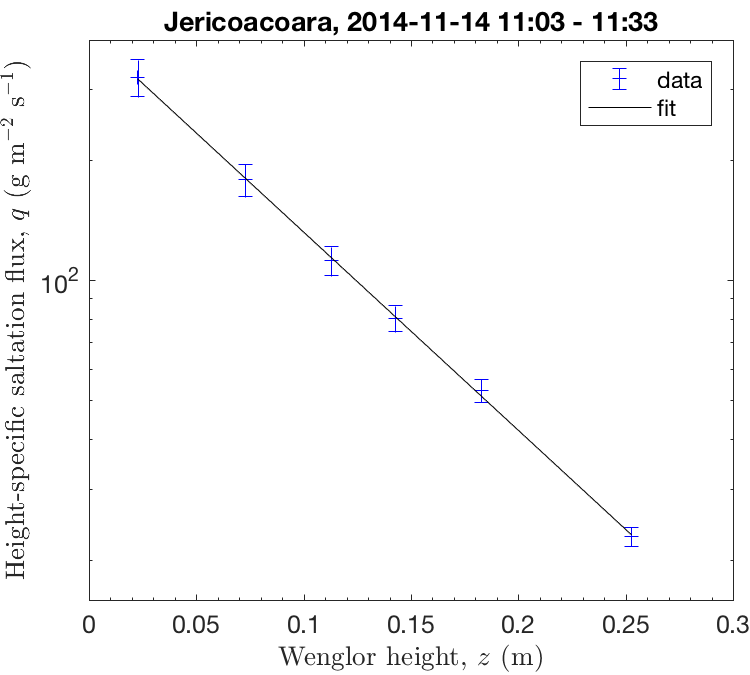 Jericoacoara, 2014-11-14 11:03 - 11:33
data
fit
Height-specific saltation flux, q (g m⁻² s⁻¹)
10²
0 0.05 0.1 0.15 0.2 0.25 0.3
Wenglor height, z (m)